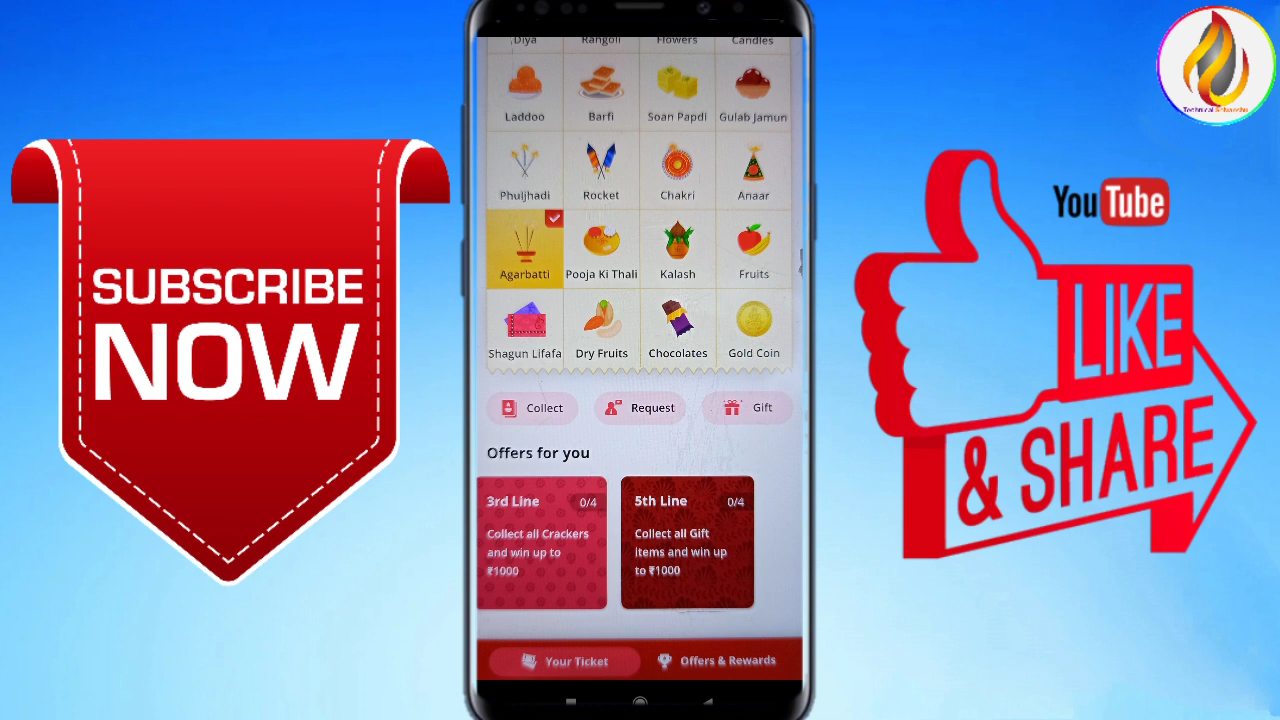 SUBSCRIBE
NOW
Diya Rangoli Flowers Candles
Laddoo Barfi Soan Papdi Gulab Jamun
Phuljhadi Rocket Chakri Anaar
Agarbatti Pooja Ki Thali Kalash Fruits
Shagun Lifafa Dry Fruits Chocolates Gold Coin
Collect Request Gift
Offers for you
3rd Line 0/4
Collect all Crackers
and win up to
₹1000
5th Line 0/4
Collect all Gift
items and win up
to ₹1000
Your Ticket Offers & Rewards
Technical
YouTube
LIKE
& SHARE